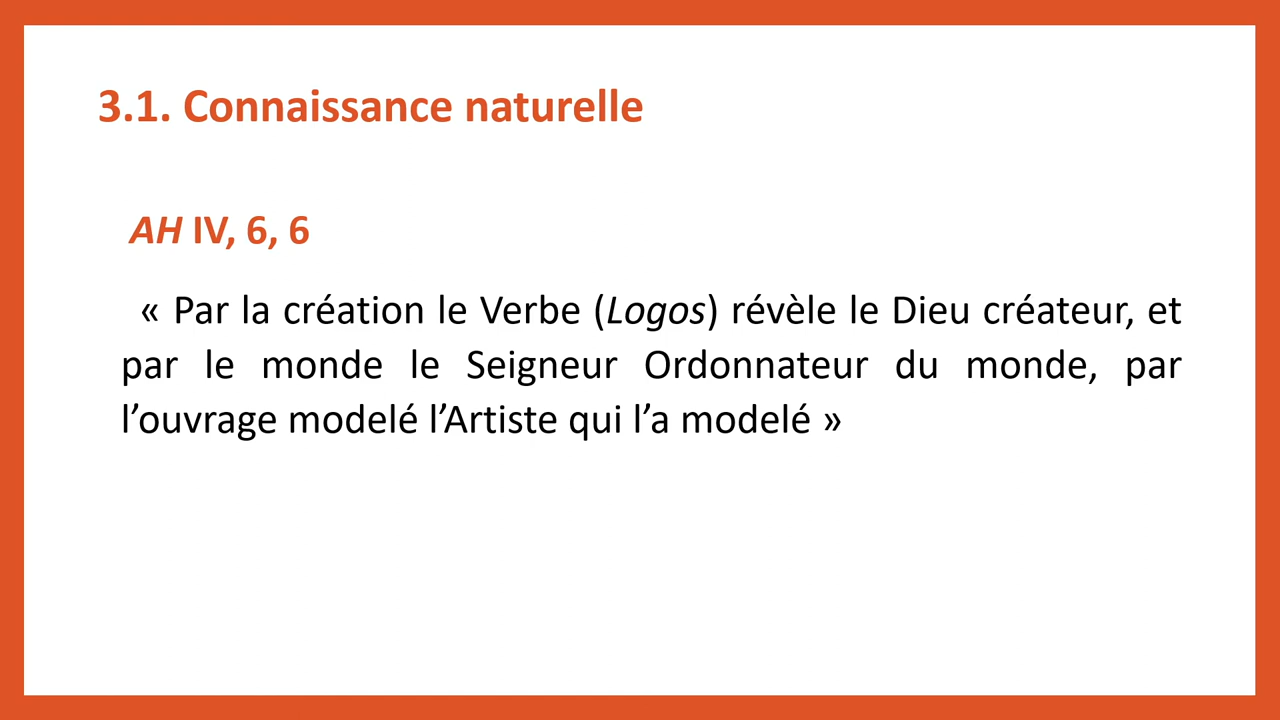 3.1. Connaissance naturelle
AH IV, 6, 6
« Par la création le Verbe (Logos) révèle le Dieu créateur, et
par le monde le Seigneur Ordonnateur du monde, par
l’ouvrage modelé l’Artiste qui l’a modelé »